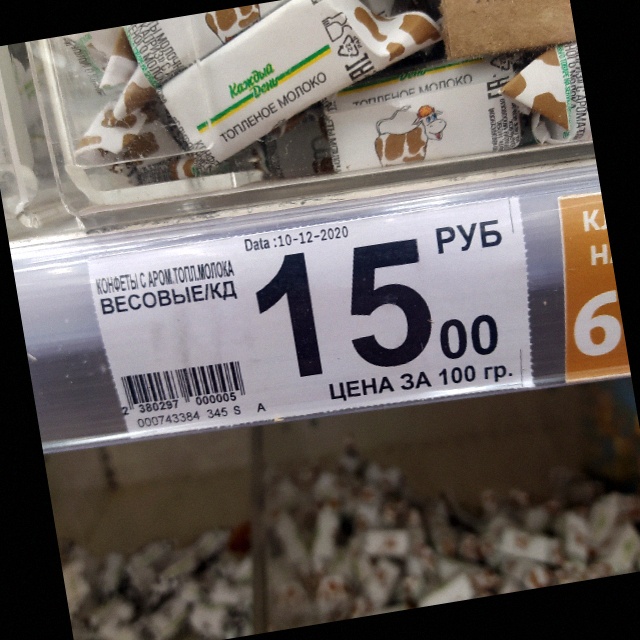 Каждый
День
ТОПЛЕНОЕ МОЛОКО
День
ТОПЛЕНОЕ МОЛОКО
Data :10-12-2020
КОНФЕТЫ С АРОМ.ТОПЛ.МОЛОКА
ВЕСОВЫЕ/КД
15 00
РУБ
ЦЕНА ЗА 100 гр.
2 380297 000005
000743384 345 S A
6